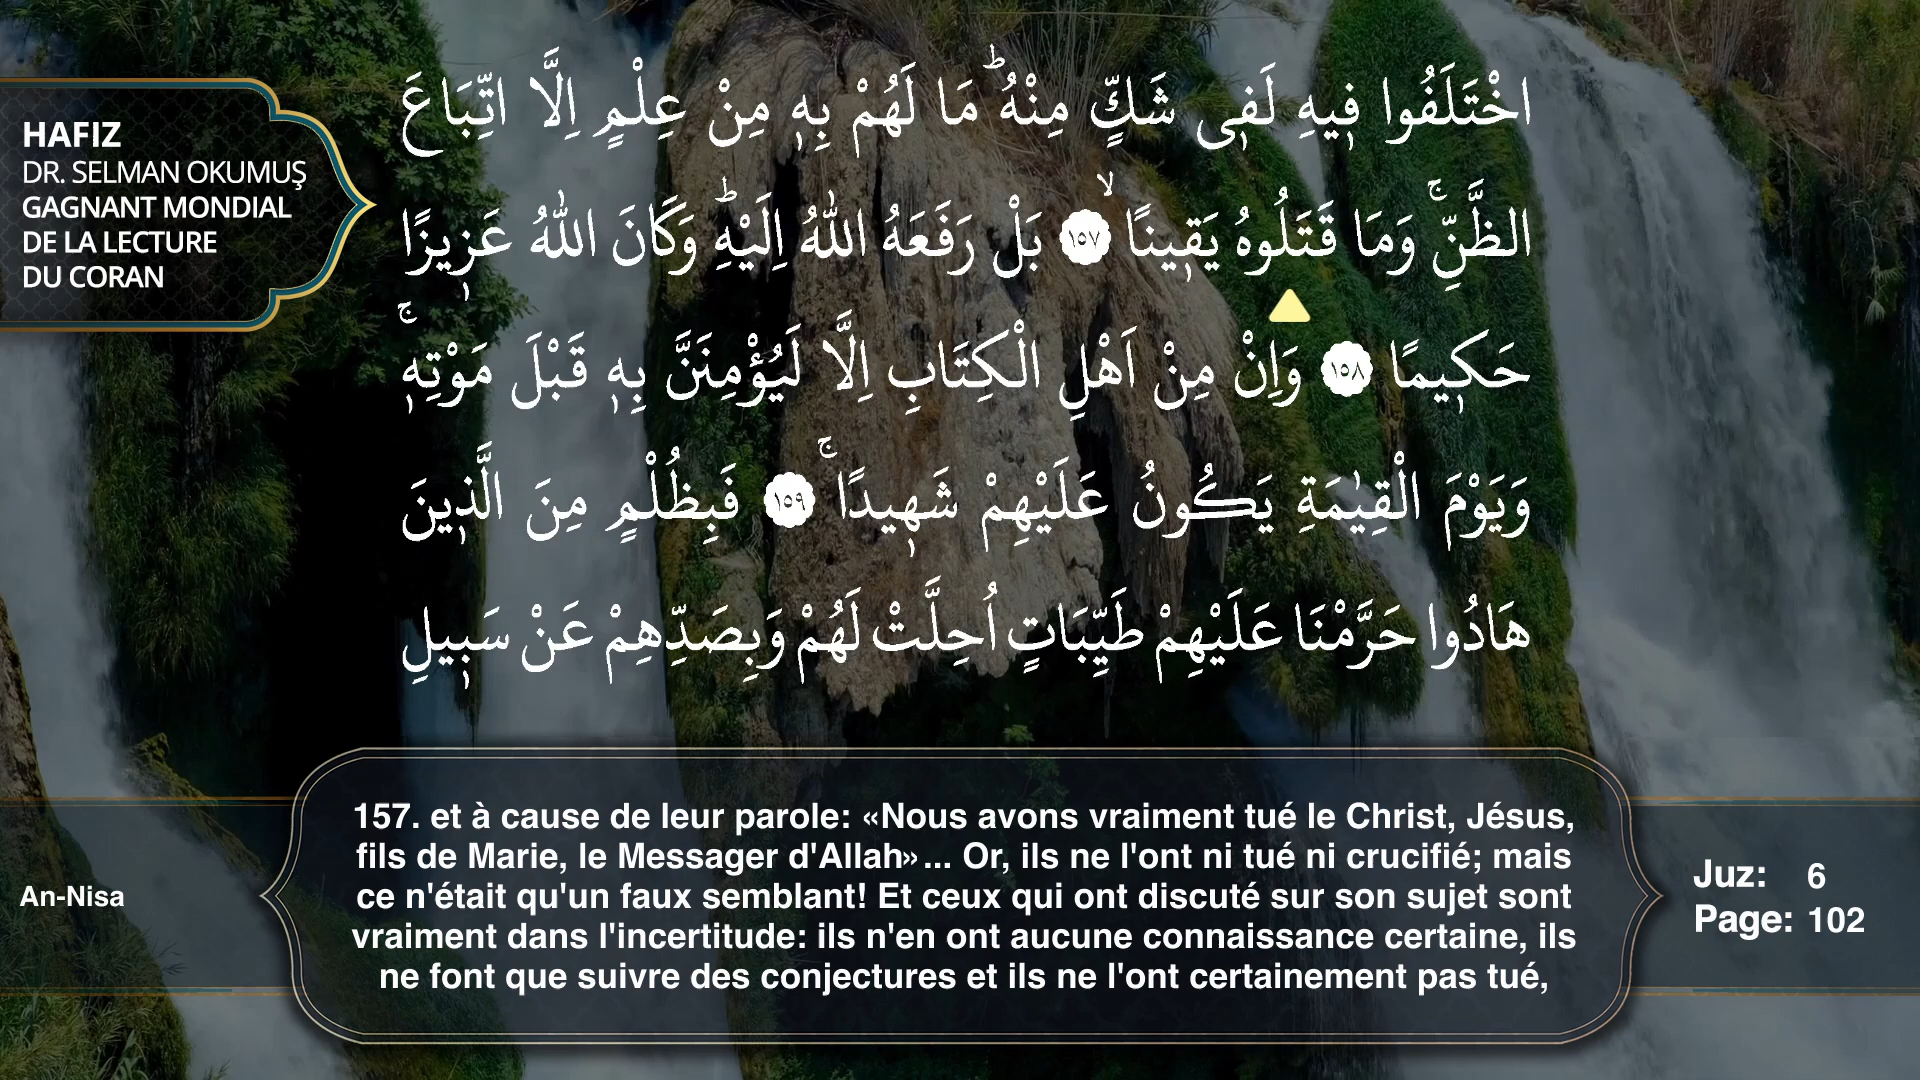 اخْتَلَفُوا فٖيهِ لَفٖى شَكٍّ مِنْهُؕ مَا لَهُمْ بِهٖ مِنْ عِلْمٍ اِلَّا اتِّبَاعَ
الظَّنِّۚ وَمَا قَتَلُوهُ يَقٖينًاۙ ﴿١٥٧﴾ بَلْ رَفَعَهُ اللّٰهُ اِلَيْهِؕ وَكَانَ اللّٰهُ عَزٖيزًا
حَكٖيمًا ﴿١٥٨﴾ وَاِنْ مِنْ اَهْلِ الْكِتَابِ اِلَّا لَيُؤْمِنَنَّ بِهٖ قَبْلَ مَوْتِهٖۚ
وَيَوْمَ الْقِيٰمَةِ يَكُونُ عَلَيْهِمْ شَهٖيدًاۚ ﴿١٥٩﴾ فَبِظُلْمٍ مِنَ الَّذٖينَ
هَادُوا حَرَّمْنَا عَلَيْهِمْ طَيِّبَاتٍ اُحِلَّتْ لَهُمْ وَبِصَدِّهِمْ عَنْ سَبٖيلِ
HAFIZ
DR. SELMAN OKUMUŞ
GAGNANT MONDIAL
DE LA LECTURE
DU CORAN
157. et à cause de leur parole: «Nous avons vraiment tué le Christ, Jésus,
fils de Marie, le Messager d'Allah»... Or, ils ne l'ont ni tué ni crucifié; mais
ce n'était qu'un faux semblant! Et ceux qui ont discuté sur son sujet sont
vraiment dans l'incertitude: ils n'en ont aucune connaissance certaine, ils
ne font que suivre des conjectures et ils ne l'ont certainement pas tué,
An-Nisa
Juz: 6
Page: 102